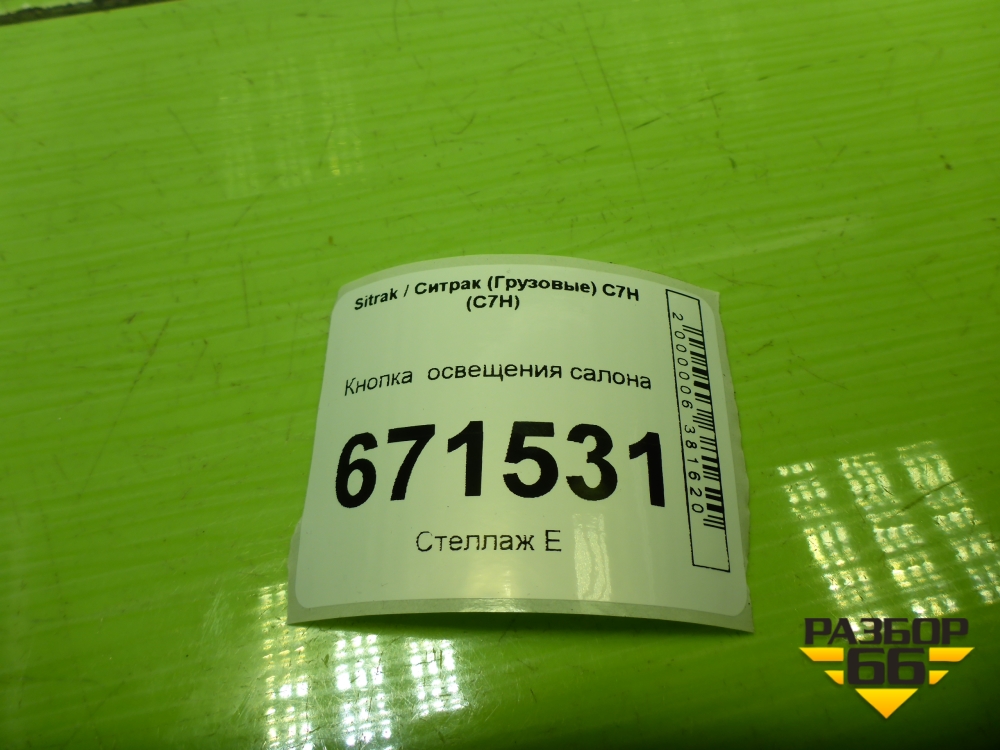 Sitrak / Ситрак (Грузовые) C7H
(C7H)
Кнопка освещения салона
671531
Стеллаж Е
2000006381620
РАЗБОР
66